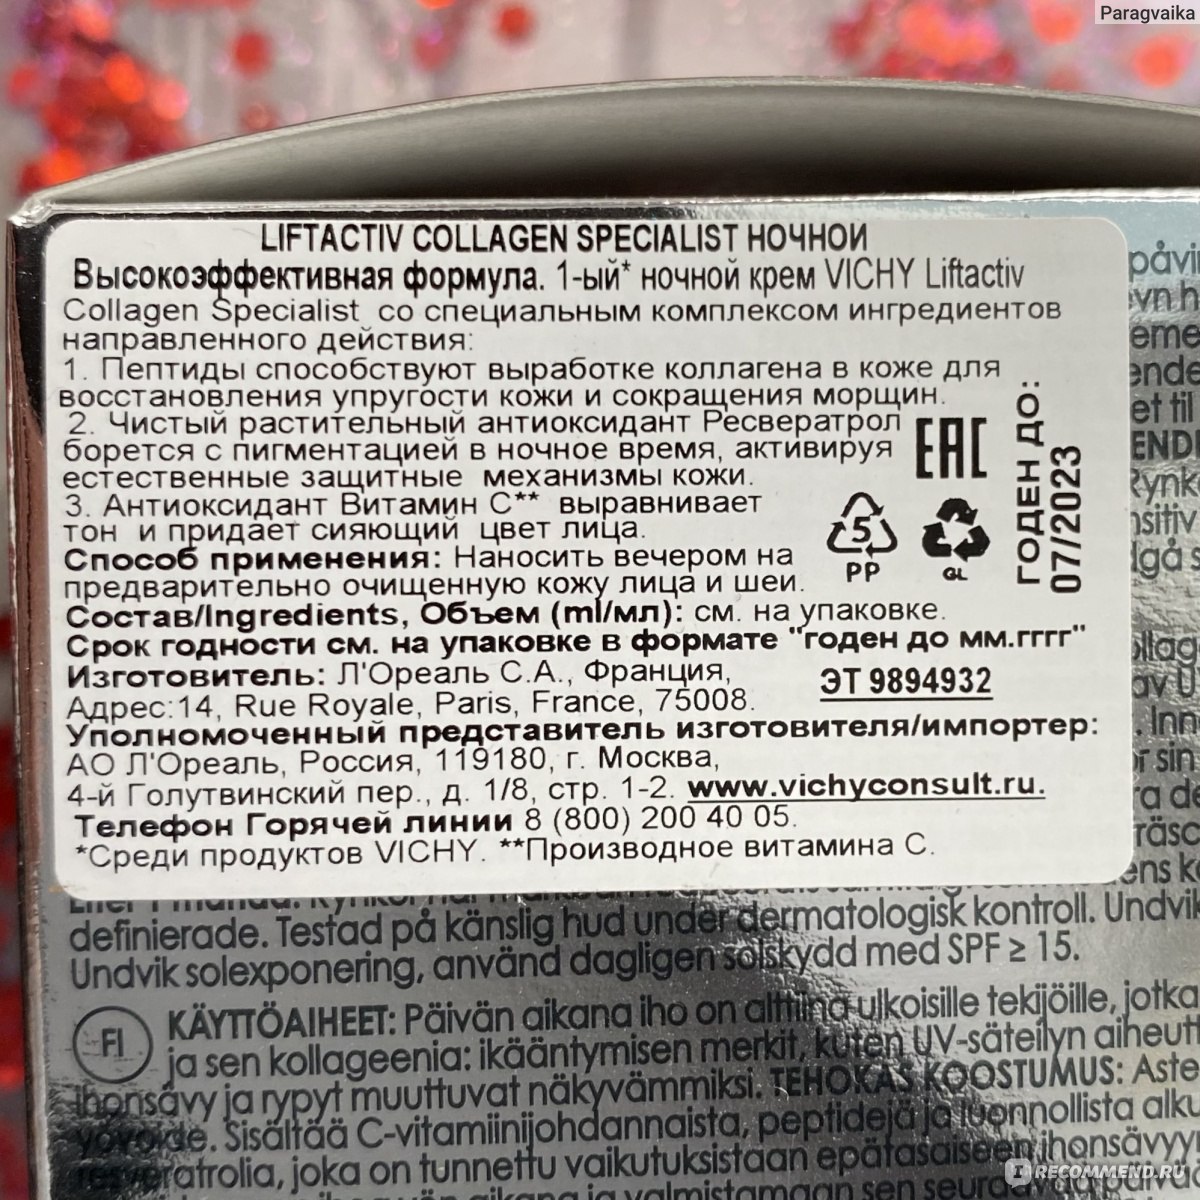 Paragvaika
LIFTACTIV COLLAGEN SPECIALIST НОЧНОЙ
Высокоэффективная формула. 1-ый* ночной крем VICHY Liftactiv
Collagen Specialist со специальным комплексом ингредиентов
направленного действия:
1. Пептиды способствуют выработке коллагена в коже для
восстановления упругости кожи и сокращения морщин.
2. Чистый растительный антиоксидант Ресвератрол
борется с пигментацией в ночное время, активируя
естественные защитные механизмы кожи.
3. Антиоксидант Витамин С** выравнивает
тон и придает сияющий цвет лица.
Способ применения: Наносить вечером на
предварительно очищенную кожу лица и шеи.
Состав/Ingredients, Объем (ml/мл): см. на упаковке.
Срок годности см. на упаковке в формате "годен до мм.гггг"
Изготовитель: Л'Ореаль С.А., Франция,
Адрес:14, Rue Royale, Paris, France, 75008.
Уполномоченный представитель изготовителя/импортер:
АО Л'Ореаль, Россия, 119180, г. Москва,
4-й Голутвинский пер., д. 1/8, стр. 1-2. www.vichyconsult.ru.
Телефон Горячей линии 8 (800) 200 40 05.
*Среди продуктов VICHY. **Производное витамина С.
EAC
5
PP
GL
ГОДЕН ДО:
07/2023
ЭТ 9894932
definierade. Testad på känslig hud under dermatologisk kontroll. Undvik
Undvik solexponering, använd dagligen solskydd med SPF ≥ 15.
FI
KÄYTTÖAIHEET: Päivän aikana iho on alttiina ulkoisille tekijöille, jotka
ja sen kollageenia: ikääntymisen merkit, kuten UV-säteilyn
ihonsävy ja rypyt muuttuvat näkyvämmiksi. TEHOKAS KOOSTUMUS:
Sisältää C-vitamiinijohdannaista, peptidejä ja luonnollista
resveratrolia, joka on tunnettu vaikutuksistaan epätasaiseen
IRECOMMEND.RU